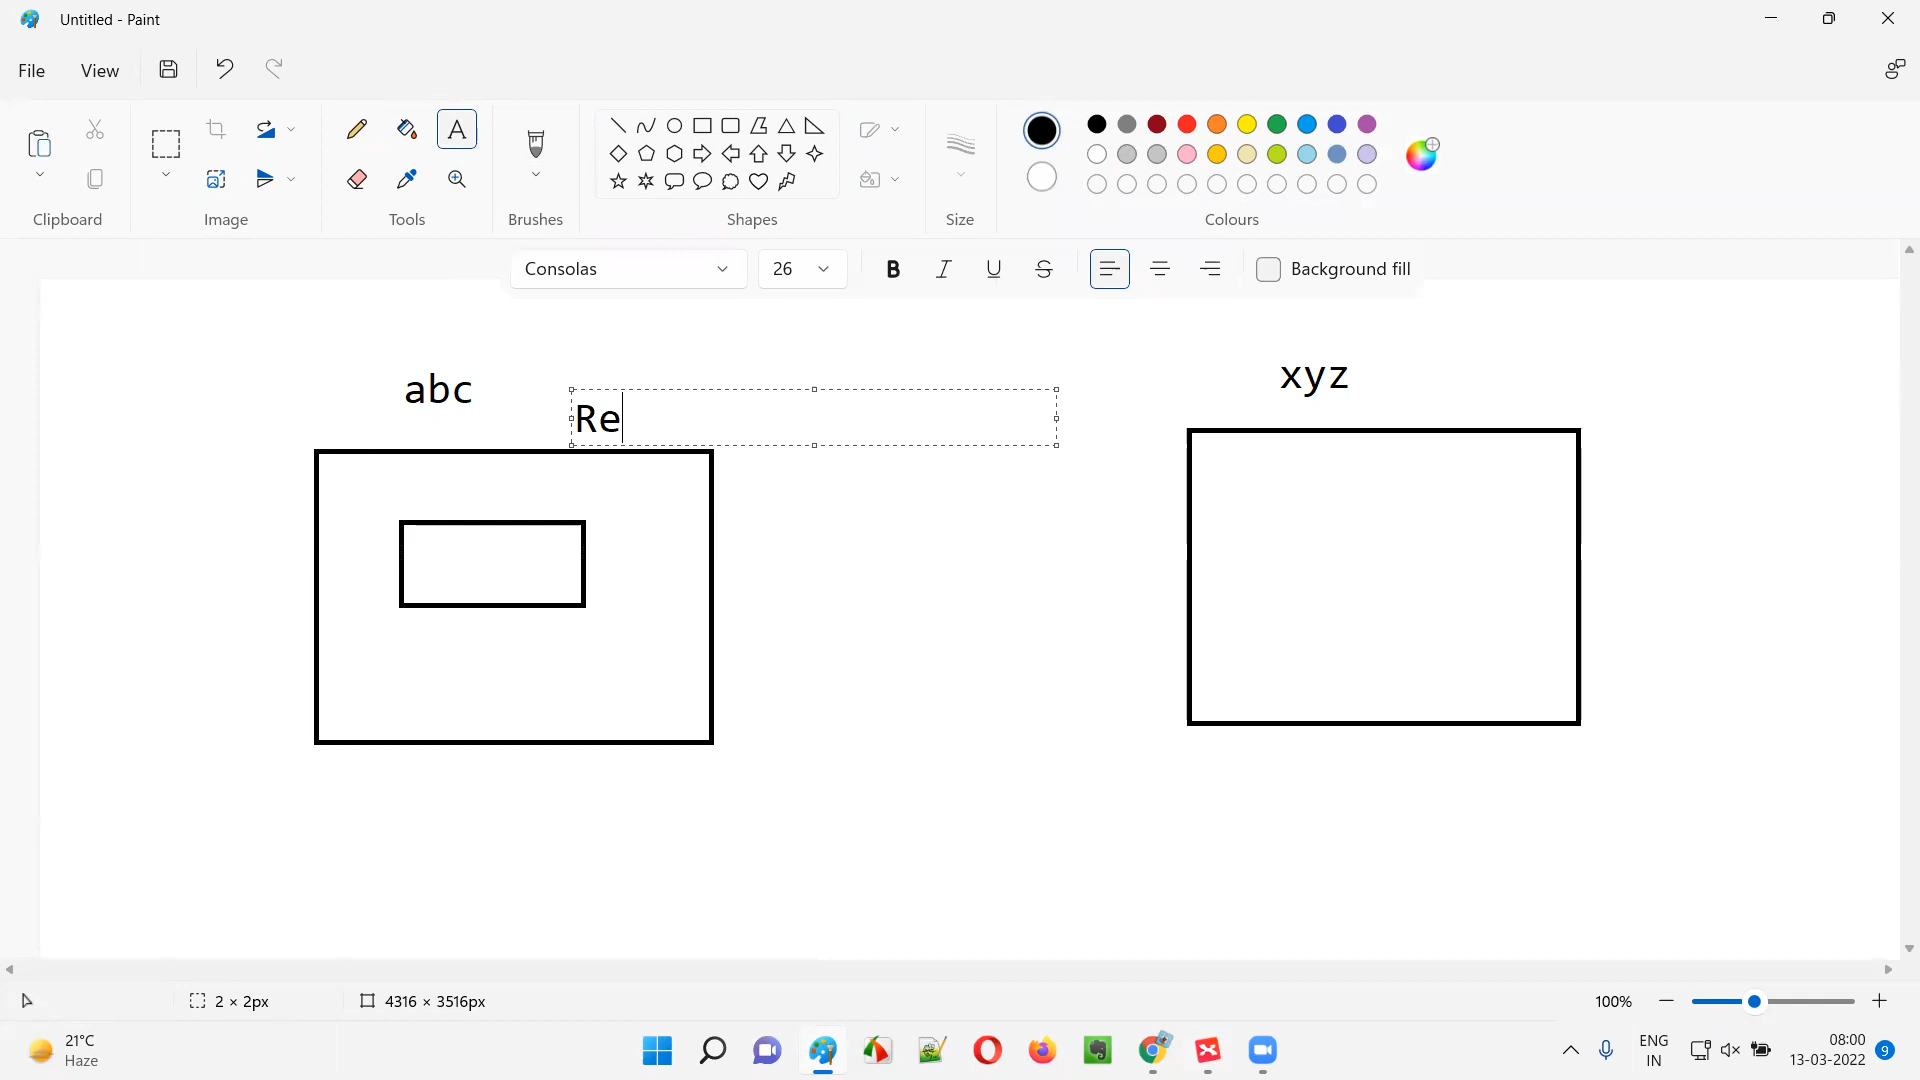 Untitled - Paint
File
View
Clipboard
Image
Tools
Brushes
Shapes
Size
Colours
Consolas
26
Background fill
abc
Re
xyz
2 × 2px
4316 × 3516px
100%
21°C
Haze
ENG
IN
08:00
13-03-2022
9